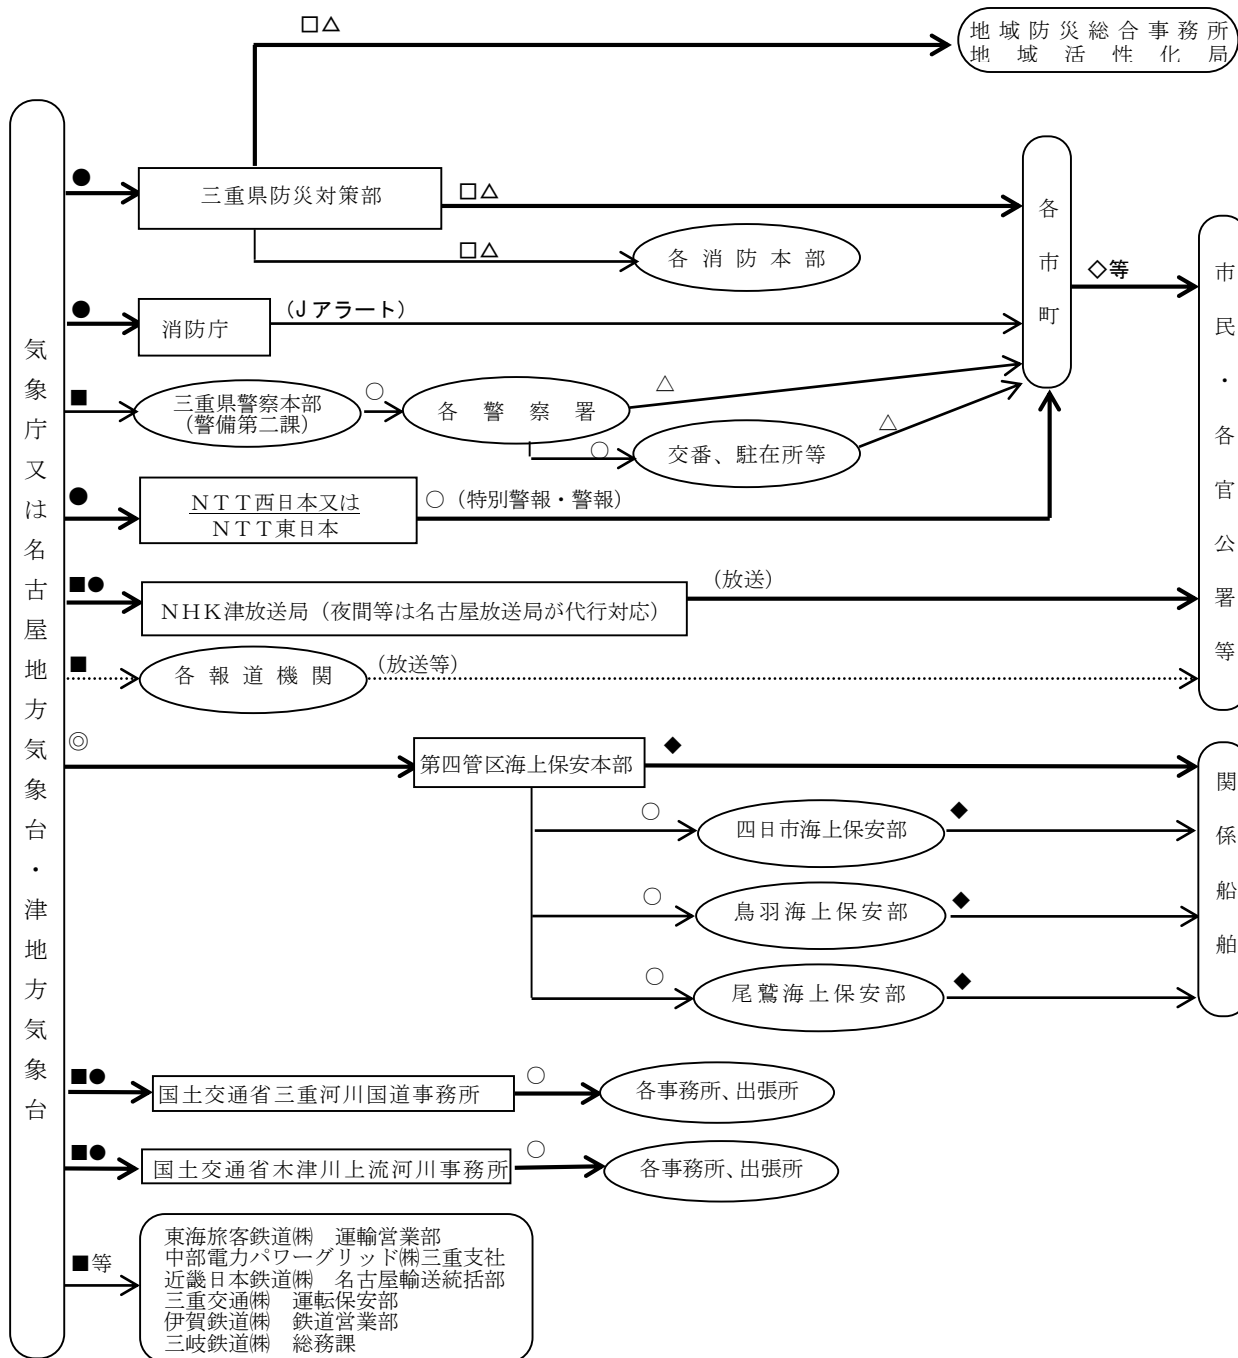 □△
地域防災総合事務所
地域活性化局
●
三重県防災対策部
□△
□△
各消防本部
各市町
◇等
市民・各官公署等
気象庁又は名古屋地方気象台・津地方気象台
●
消防庁
(Jアラート)
■
三重県警察本部
(警備第二課)
○
各警察署
△
○
交番、駐在所等
△
●
NTT西日本又は
NTT東日本
○(特別警報・警報)
■●
NHK津放送局(夜間等は名古屋放送局が代行対応)
(放送)
■
各報道機関
(放送等)
◎
第四管区海上保安本部
◆
関係船舶
○
四日市海上保安部
◆
○
鳥羽海上保安部
◆
○
尾鷲海上保安部
◆
■●
国土交通省三重河川国道事務所
○
各事務所、出張所
■●
国土交通省木津川上流河川事務所
○
各事務所、出張所
■等
東海旅客鉄道㈱ 運輸営業部
中部電力パワーグリッド㈱三重支社
近畿日本鉄道㈱ 名古屋輸送統括部
三重交通㈱ 運転保安部
伊賀鉄道㈱ 鉄道営業部
三岐鉄道㈱ 総務課